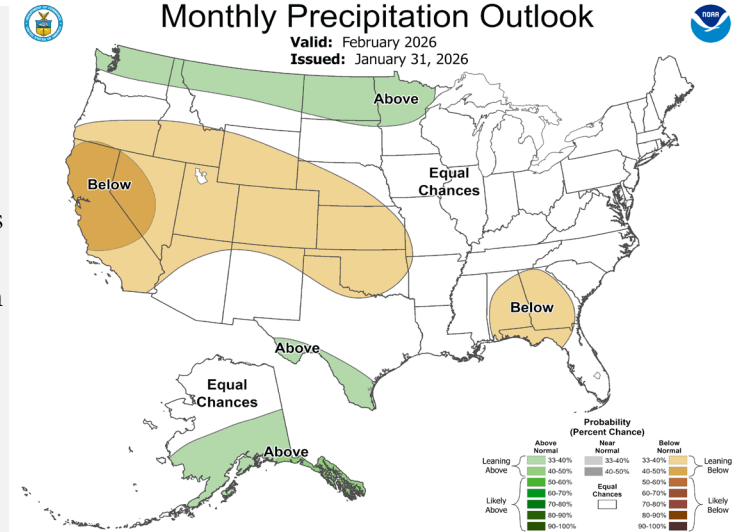 Monthly Precipitation Outlook
Valid: February 2026
Issued: January 31, 2026
NOAA
Above
Below
Equal
Chances
Below
Above
Equal
Chances
Above
Probability
(Percent Chance)
Above
Normal
Near
Normal
Below
Normal
Leaning
Above
33-40%
33-40%
33-40%
Leaning
Below
40-50%
40-50%
40-50%
50-60%
Equal
Chances
50-60%
Likely
Above
60-70%
60-70%
Likely
Below
70-80%
70-80%
80-90%
80-90%
90-100%
90-100%